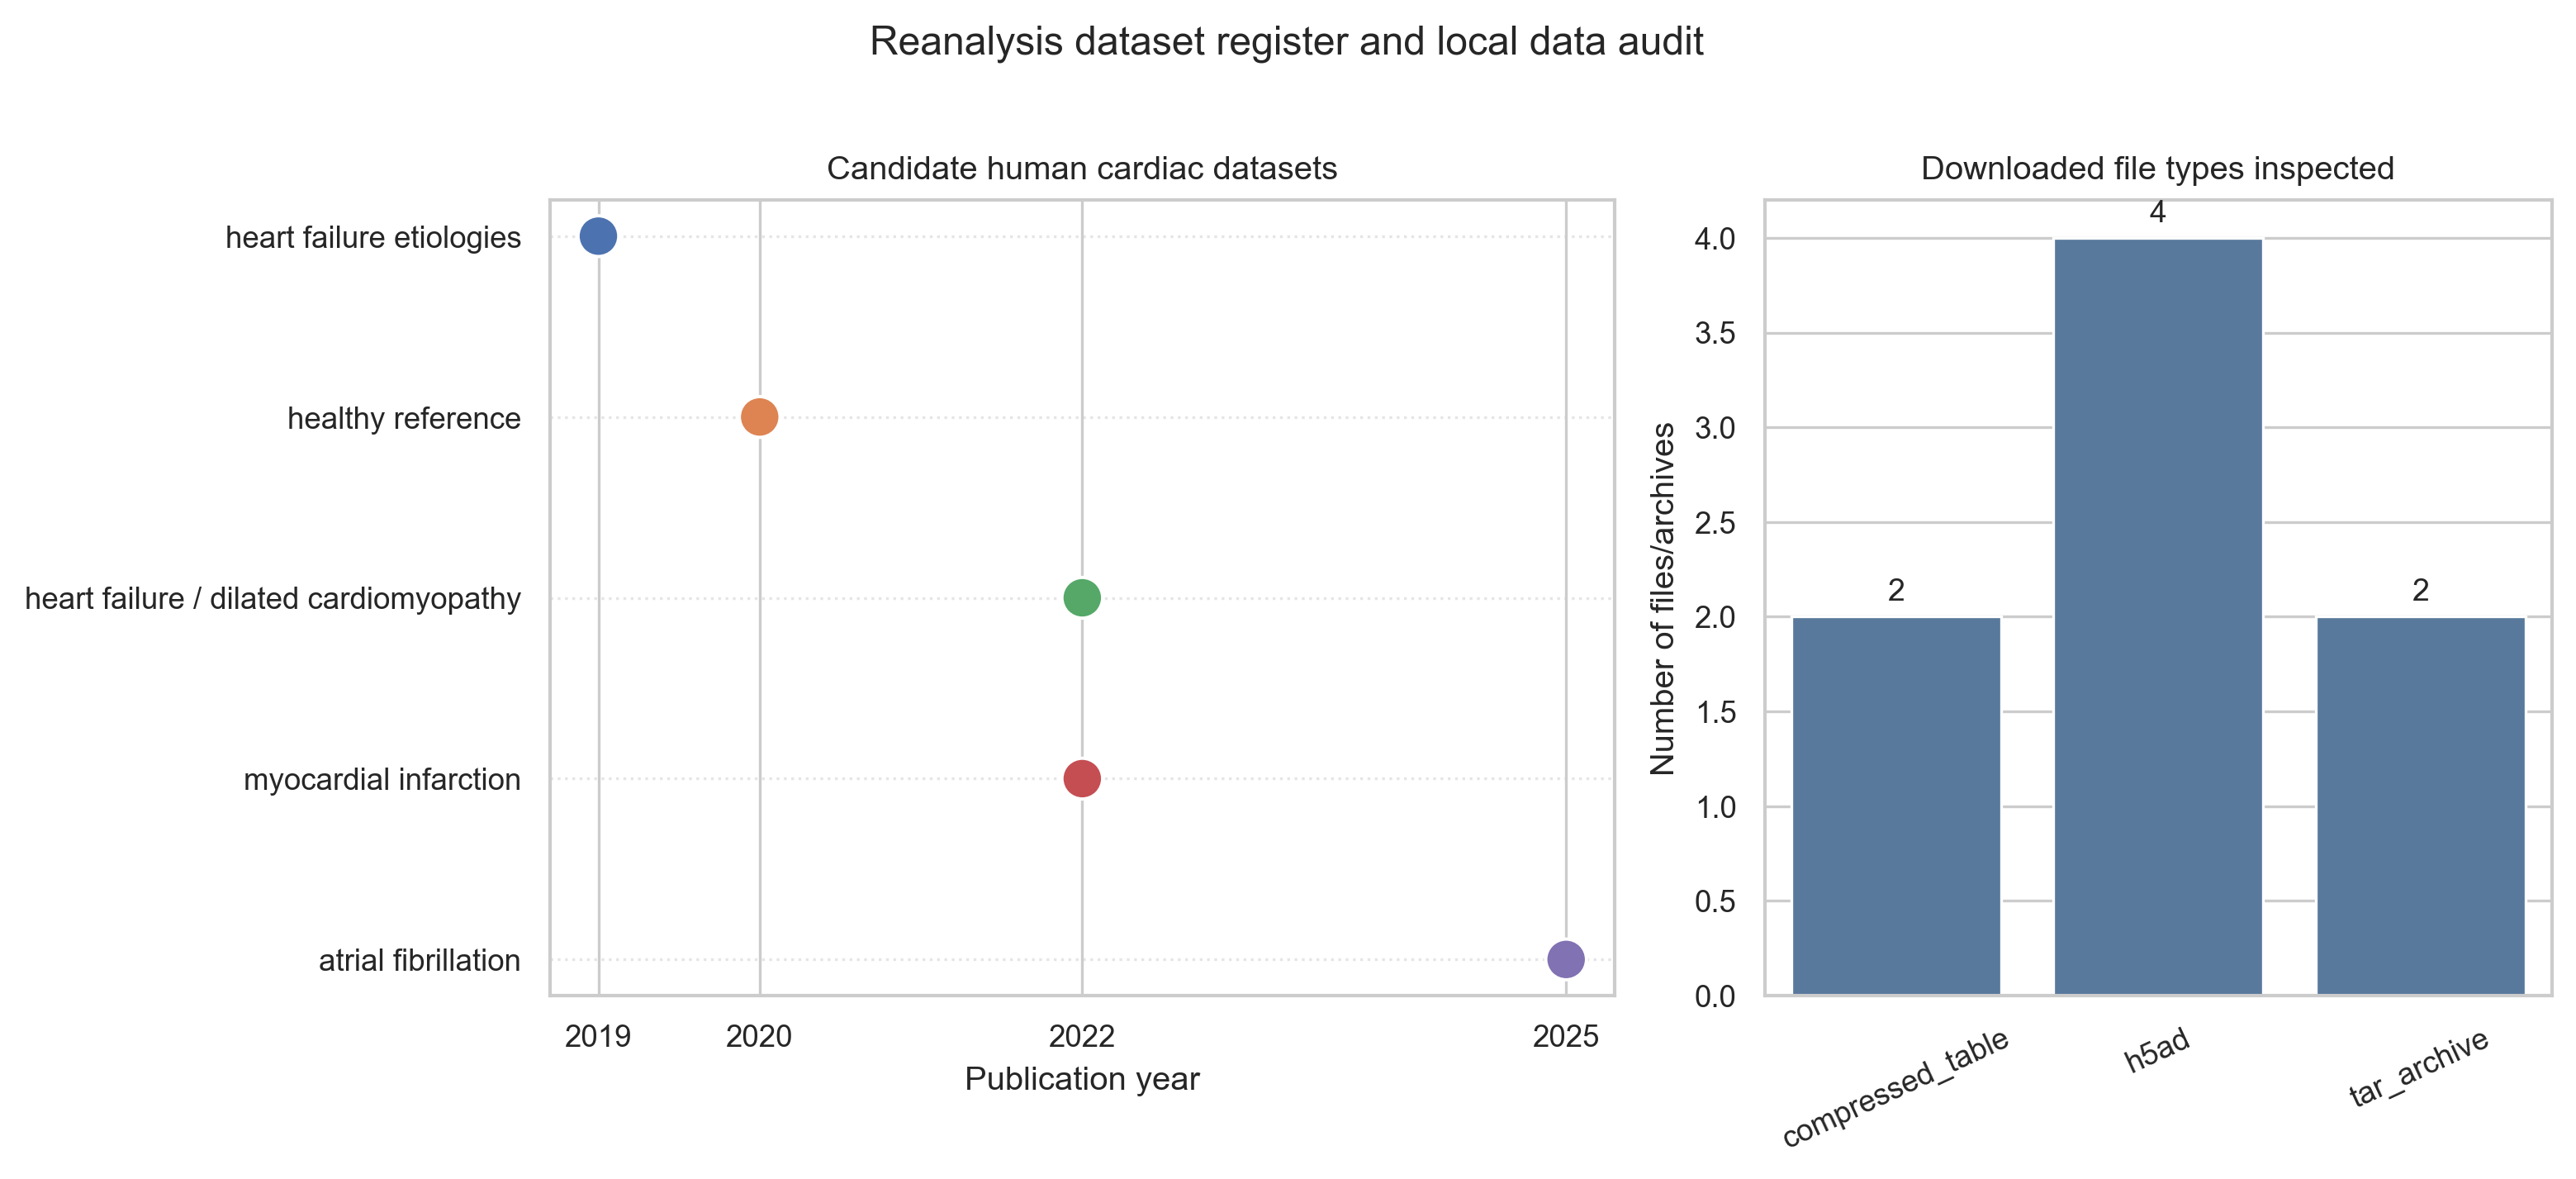 Reanalysis dataset register and local data audit
Candidate human cardiac datasets
heart failure etiologies
healthy reference
heart failure / dilated cardiomyopathy
myocardial infarction
atrial fibrillation
2019
2020
2022
2025
Publication year
Downloaded file types inspected
Number of files/archives
4.0
3.5
3.0
2.5
2.0
1.5
1.0
0.5
0.0
2
4
2
compressed_table
h5ad
tar_archive